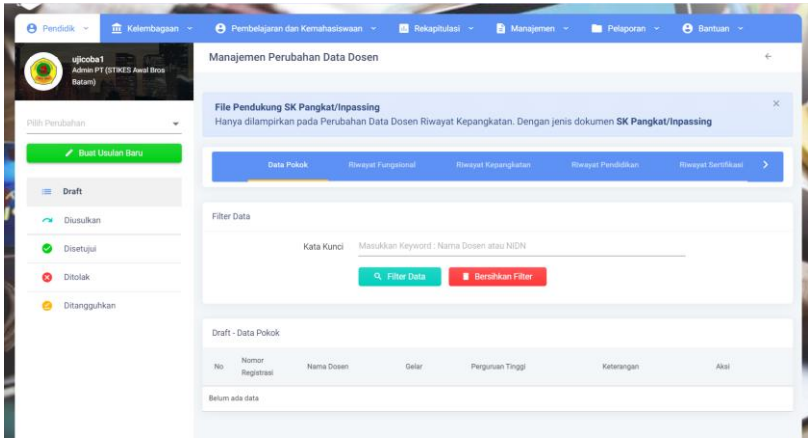 Pendidik
Kelembagaan
Pembelajaran dan Kemahasiswaan
Rekapitulasi
Manajemen
Pelaporan
Bantuan
ujicoba1
Admin PT (STIKES Awal Bros
Batam)
Pilih Perubahan
Buat Usulan Baru
Draft
Diusulkan
Disetujui
Ditolak
Ditangguhkan
Manajemen Perubahan Data Dosen
File Pendukung SK Pangkat/Inpassing
Hanya dilampirkan pada Perubahan Data Dosen Riwayat Kepangkatan. Dengan jenis dokumen SK Pangkat/Inpassing
Data Pokok Riwayat Fungsional Riwayat Kepangkatan Riwayat Pendidikan Riwayat Sertifikasi
Filter Data
Kata Kunci Masukkan Keyword : Nama Dosen atau NIDN
Filter Data Bersihkan Filter
Draft - Data Pokok
No Nomor Registrasi Nama Dosen Gelar Perguruan Tinggi Keterangan Aksi
Belum ada data